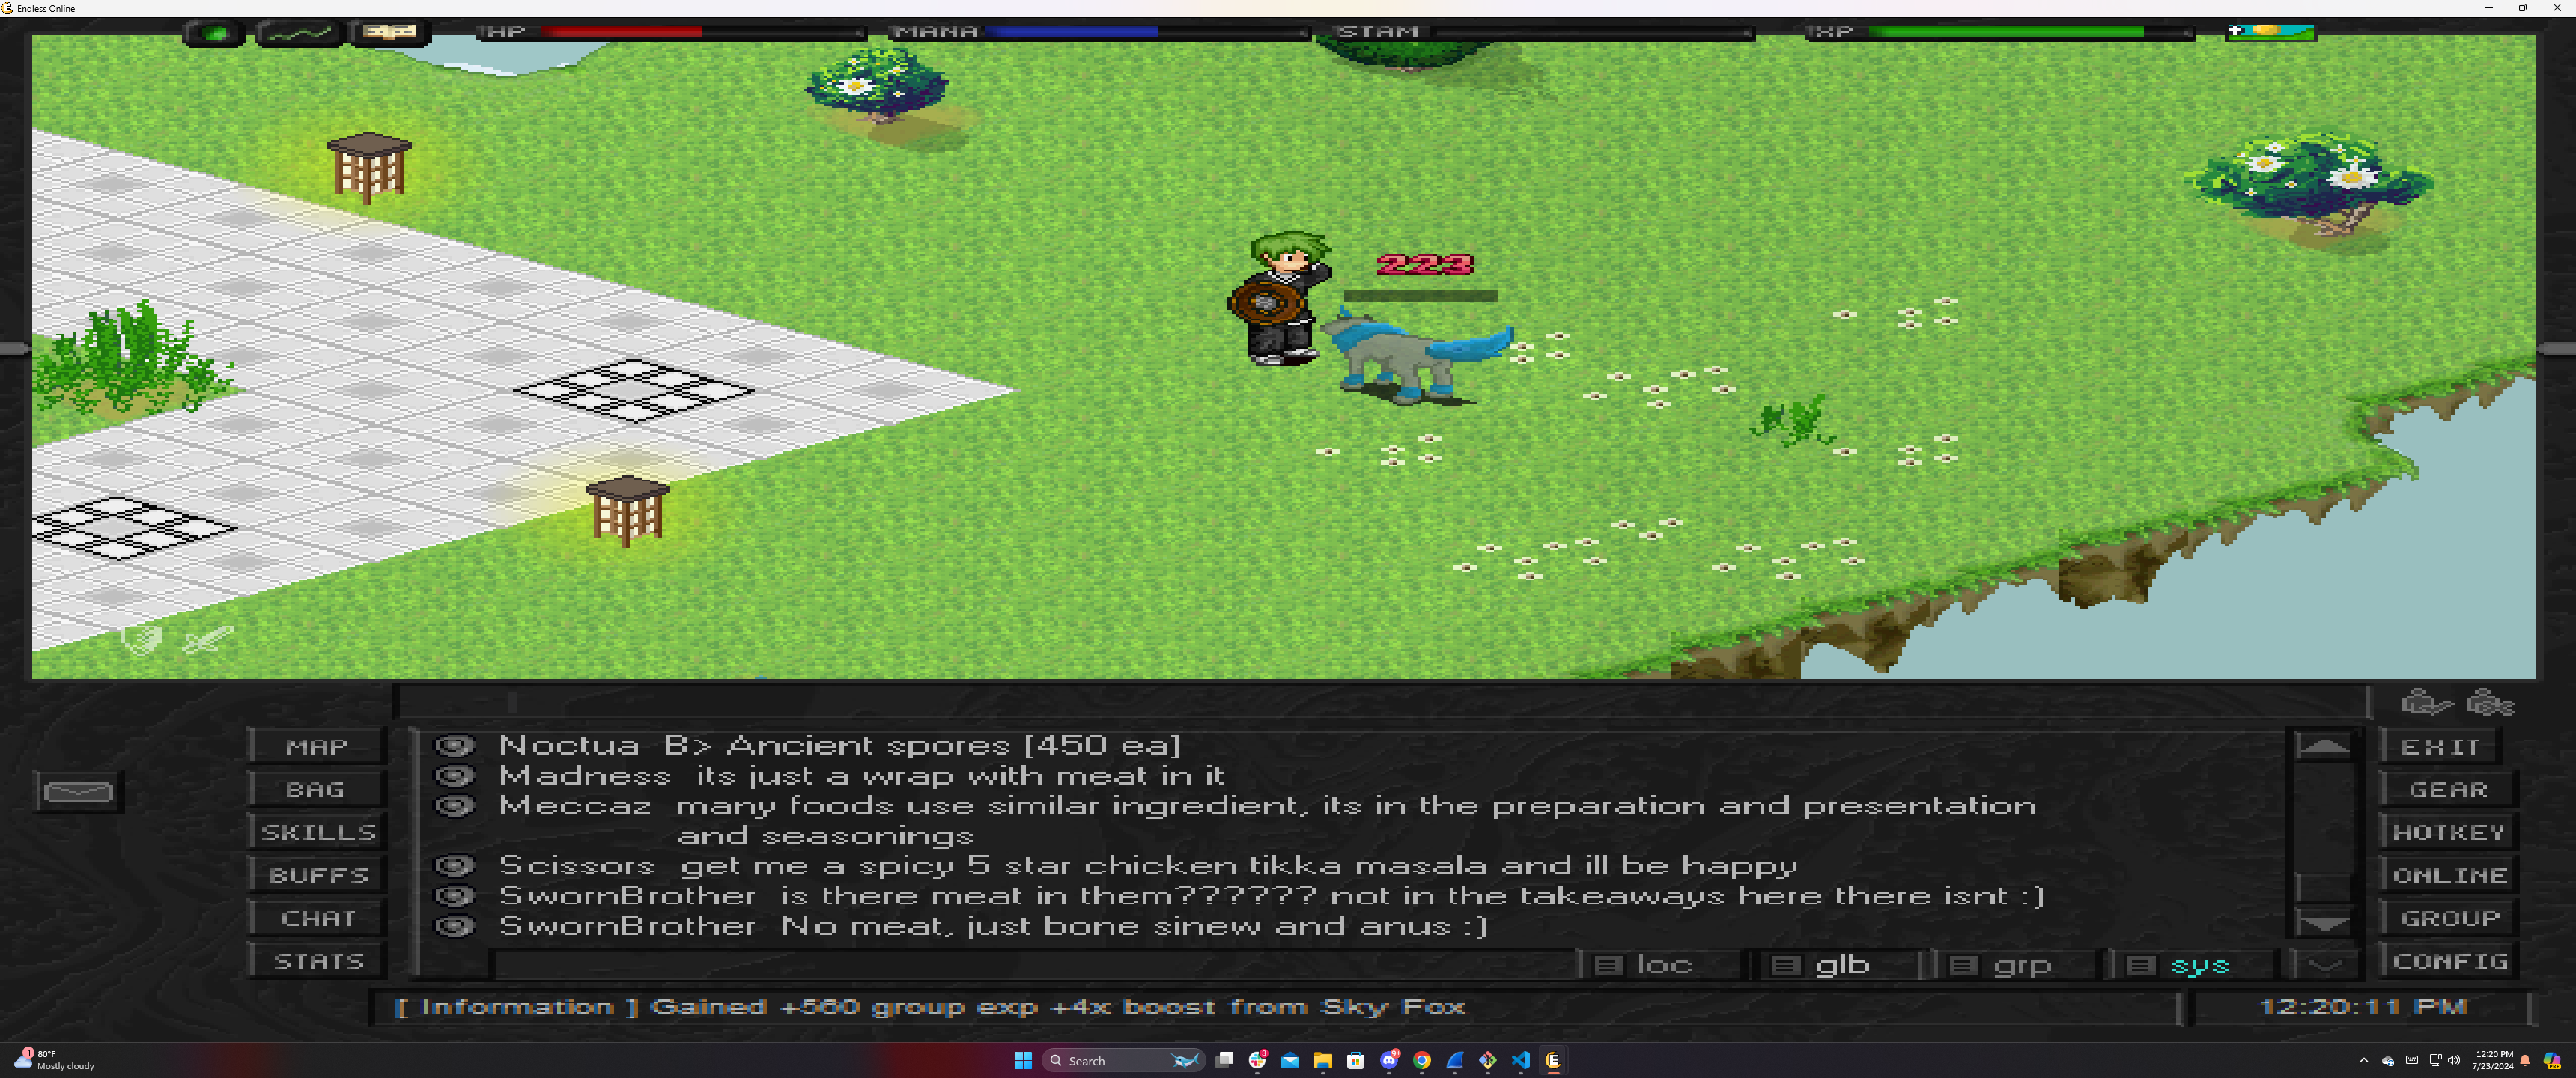 Endless Online
HP MANA STAM XP
223
Noctua B> Ancient spores [450 ea]
Madness its just a wrap with meat in it
Meccaz many foods use similar ingredient, its in the preparation and presentation
and seasonings
Scissors get me a spicy 5 star chicken tikka masala and ill be happy
SwornBrother is there meat in them?????? not in the takeaways here there isnt :)
SwornBrother No meat, just bone sinew and anus :)
MAP
BAG
SKILLS
BUFFS
CHAT
STATS
EXIT
GEAR
HOTKEY
ONLINE
GROUP
CONFIG
loc glb grp sys
[ Information ] Gained +560 group exp +4x boost from Sky Fox
12:20:11 PM
1
80°F
Mostly cloudy
Search
3
9+
12:20 PM
7/23/2024